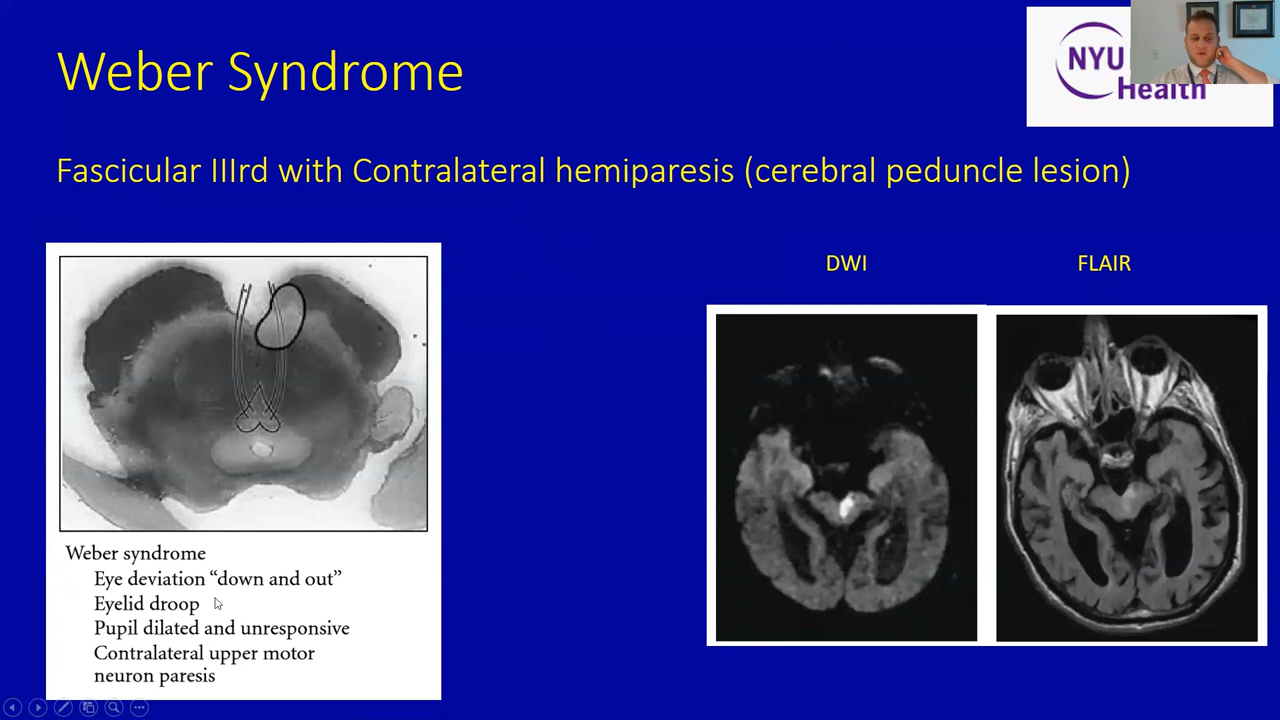 Weber Syndrome
NYU
Health
Fascicular IIIrd with Contralateral hemiparesis (cerebral peduncle lesion)
DWI
FLAIR
Weber syndrome
Eye deviation “down and out”
Eyelid droop
Pupil dilated and unresponsive
Contralateral upper motor
neuron paresis